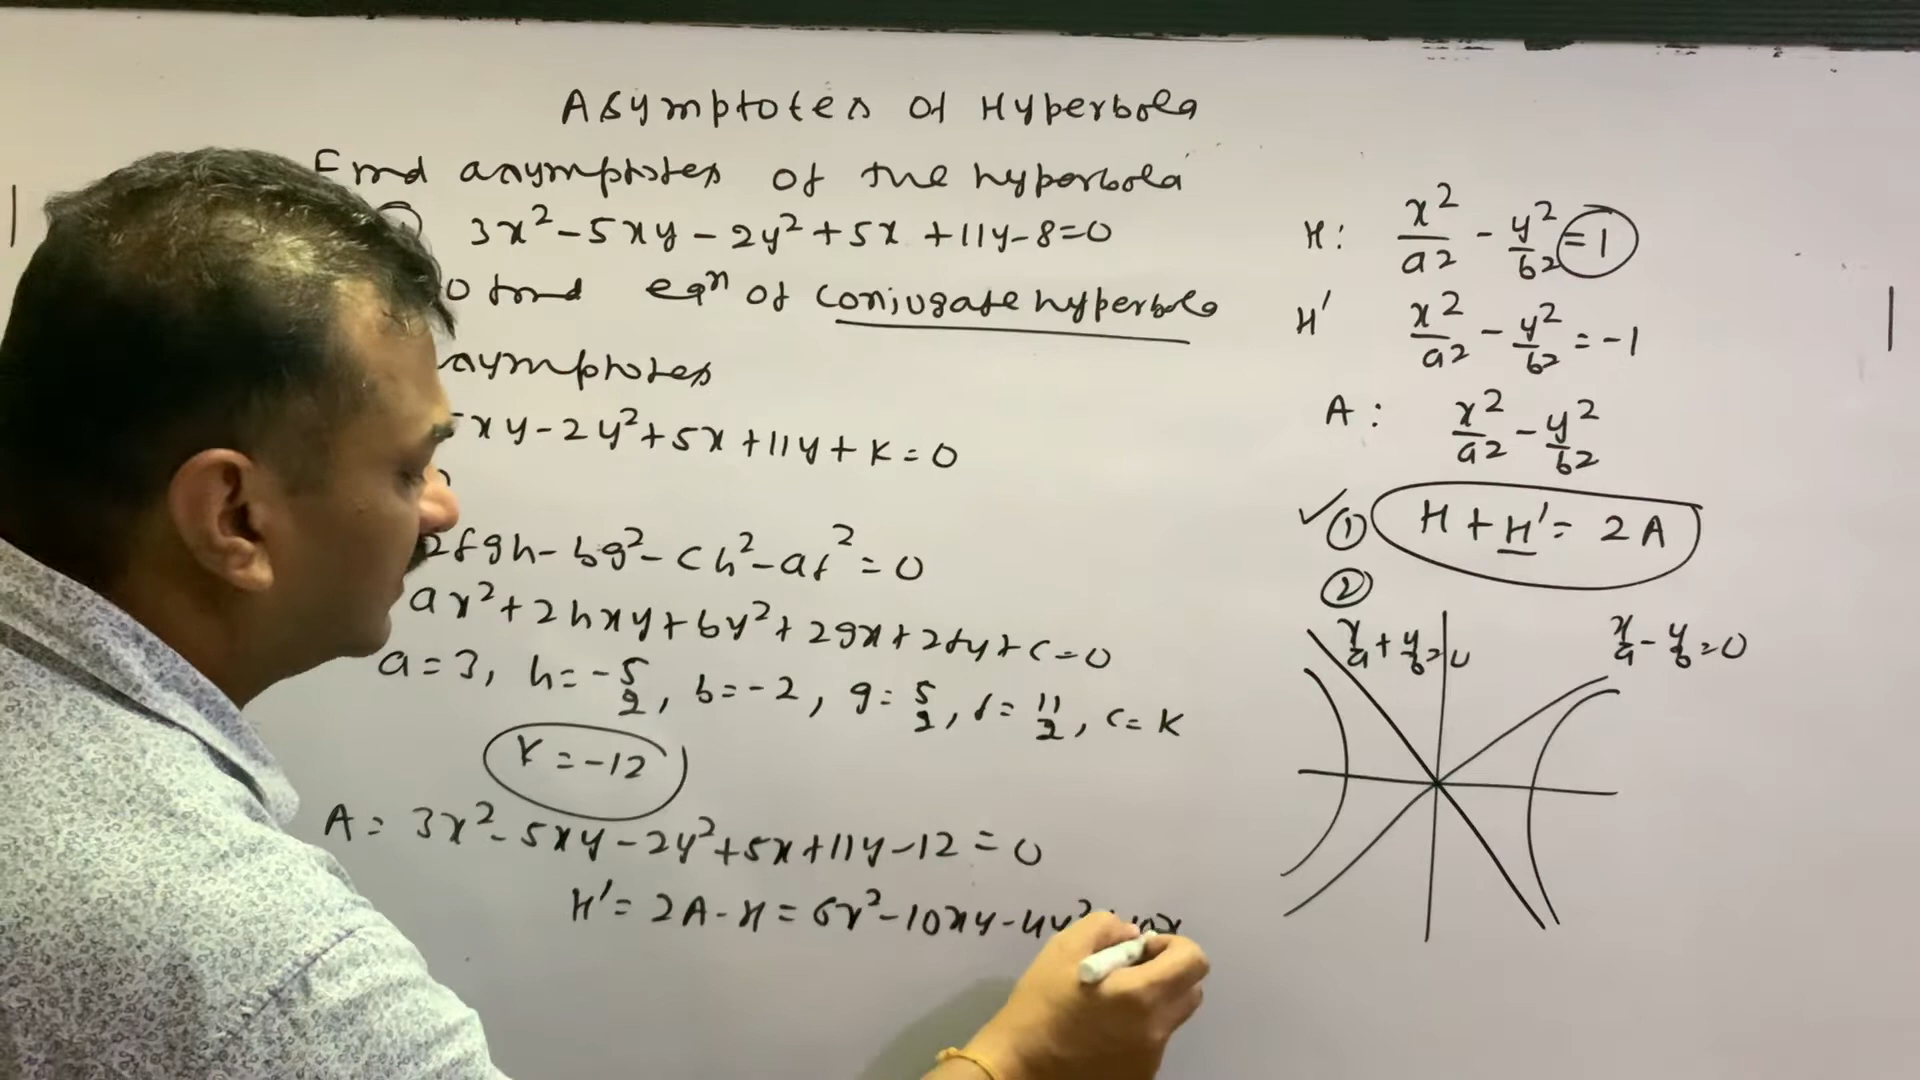 Asymptotes of Hyperbola
Find asymptotes of the hyperbola
3x² - 5xy - 2y² + 5x + 11y - 8 = 0
find eqⁿ of conjugate hyperbola
asymptotes
xy - 2y² + 5x + 11y + K = 0
2fgh - bg² - ch² - af² = 0
ax² + 2hxy + by² + 2gx + 2fy + c = 0
a = 3, h = -5/2, b = -2, g = 5/2, f = 11/2, c = K
K = -12
A = 3x² - 5xy - 2y² + 5x + 11y - 12 = 0
H' = 2A - H = 6x² - 10xy - 4y² + 10x
H: x²/a² - y²/b² = 1
H' x²/a² - y²/b² = -1
A: x²/a² - y²/b²
✓ ① H + H' = 2A
②
x/a + y/b = 0
x/a - y/b = 0